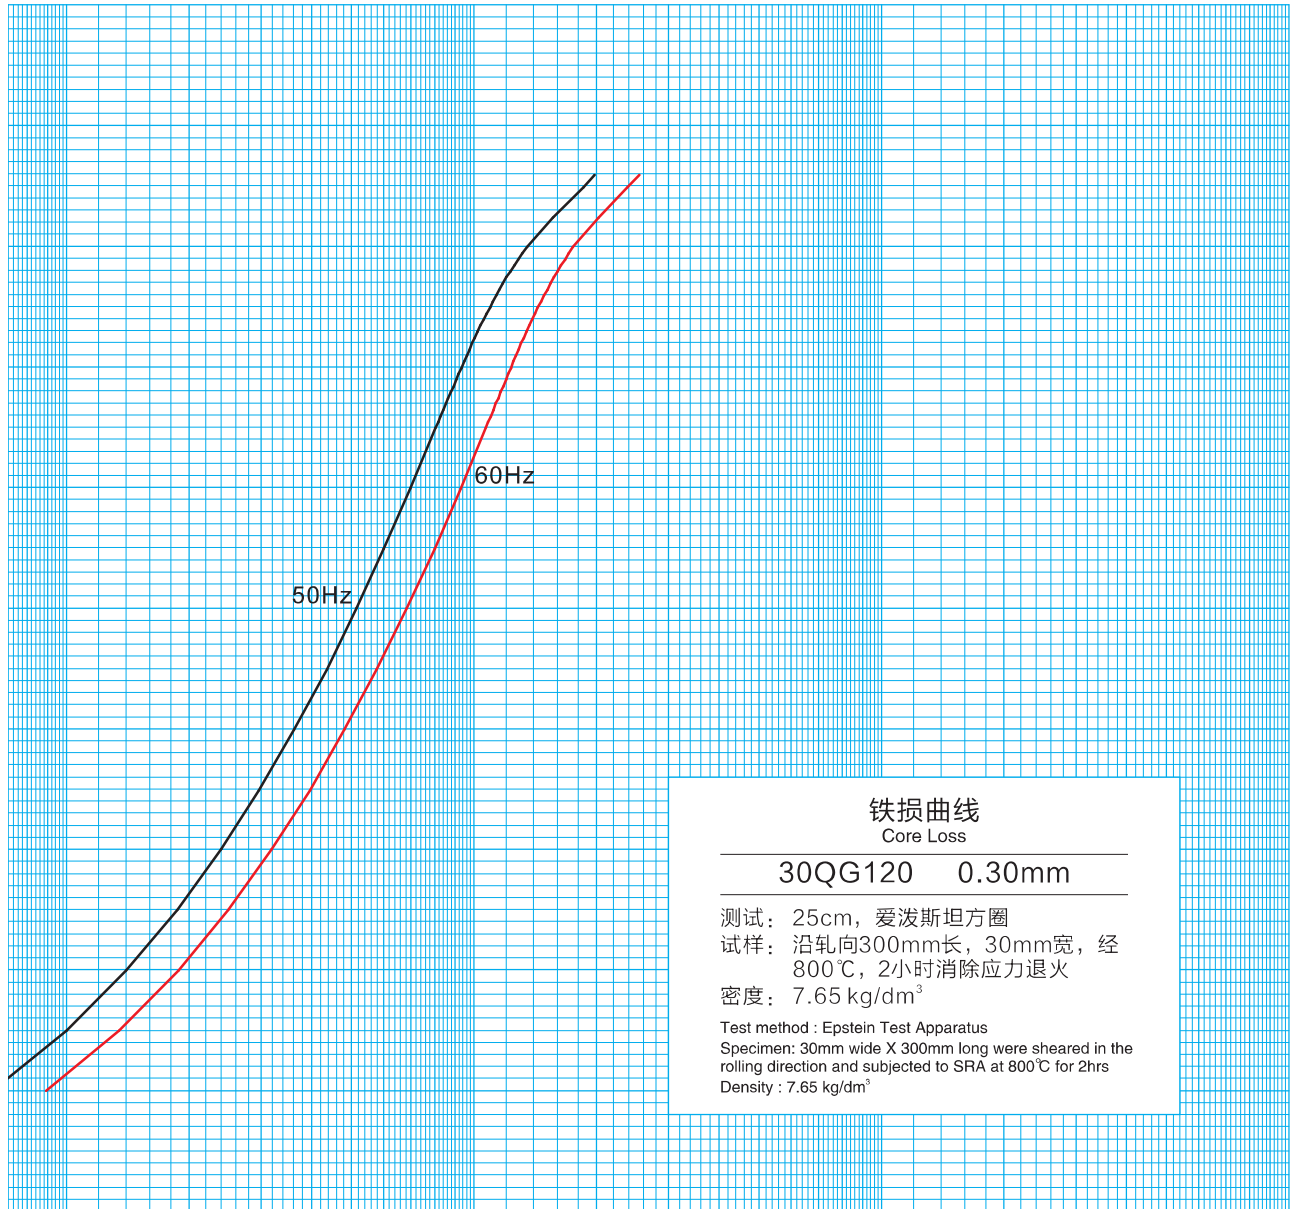 60Hz
50Hz
铁损曲线
Core Loss
30QG120 0.30mm
测试： 25cm，爱泼斯坦方圈
试样： 沿轧向300mm长，30mm宽，经
800℃，2小时消除应力退火
密度： 7.65 kg/dm³
Test method : Epstein Test Apparatus
Specimen: 30mm wide X 300mm long were sheared in the
rolling direction and subjected to SRA at 800℃ for 2hrs
Density : 7.65 kg/dm³